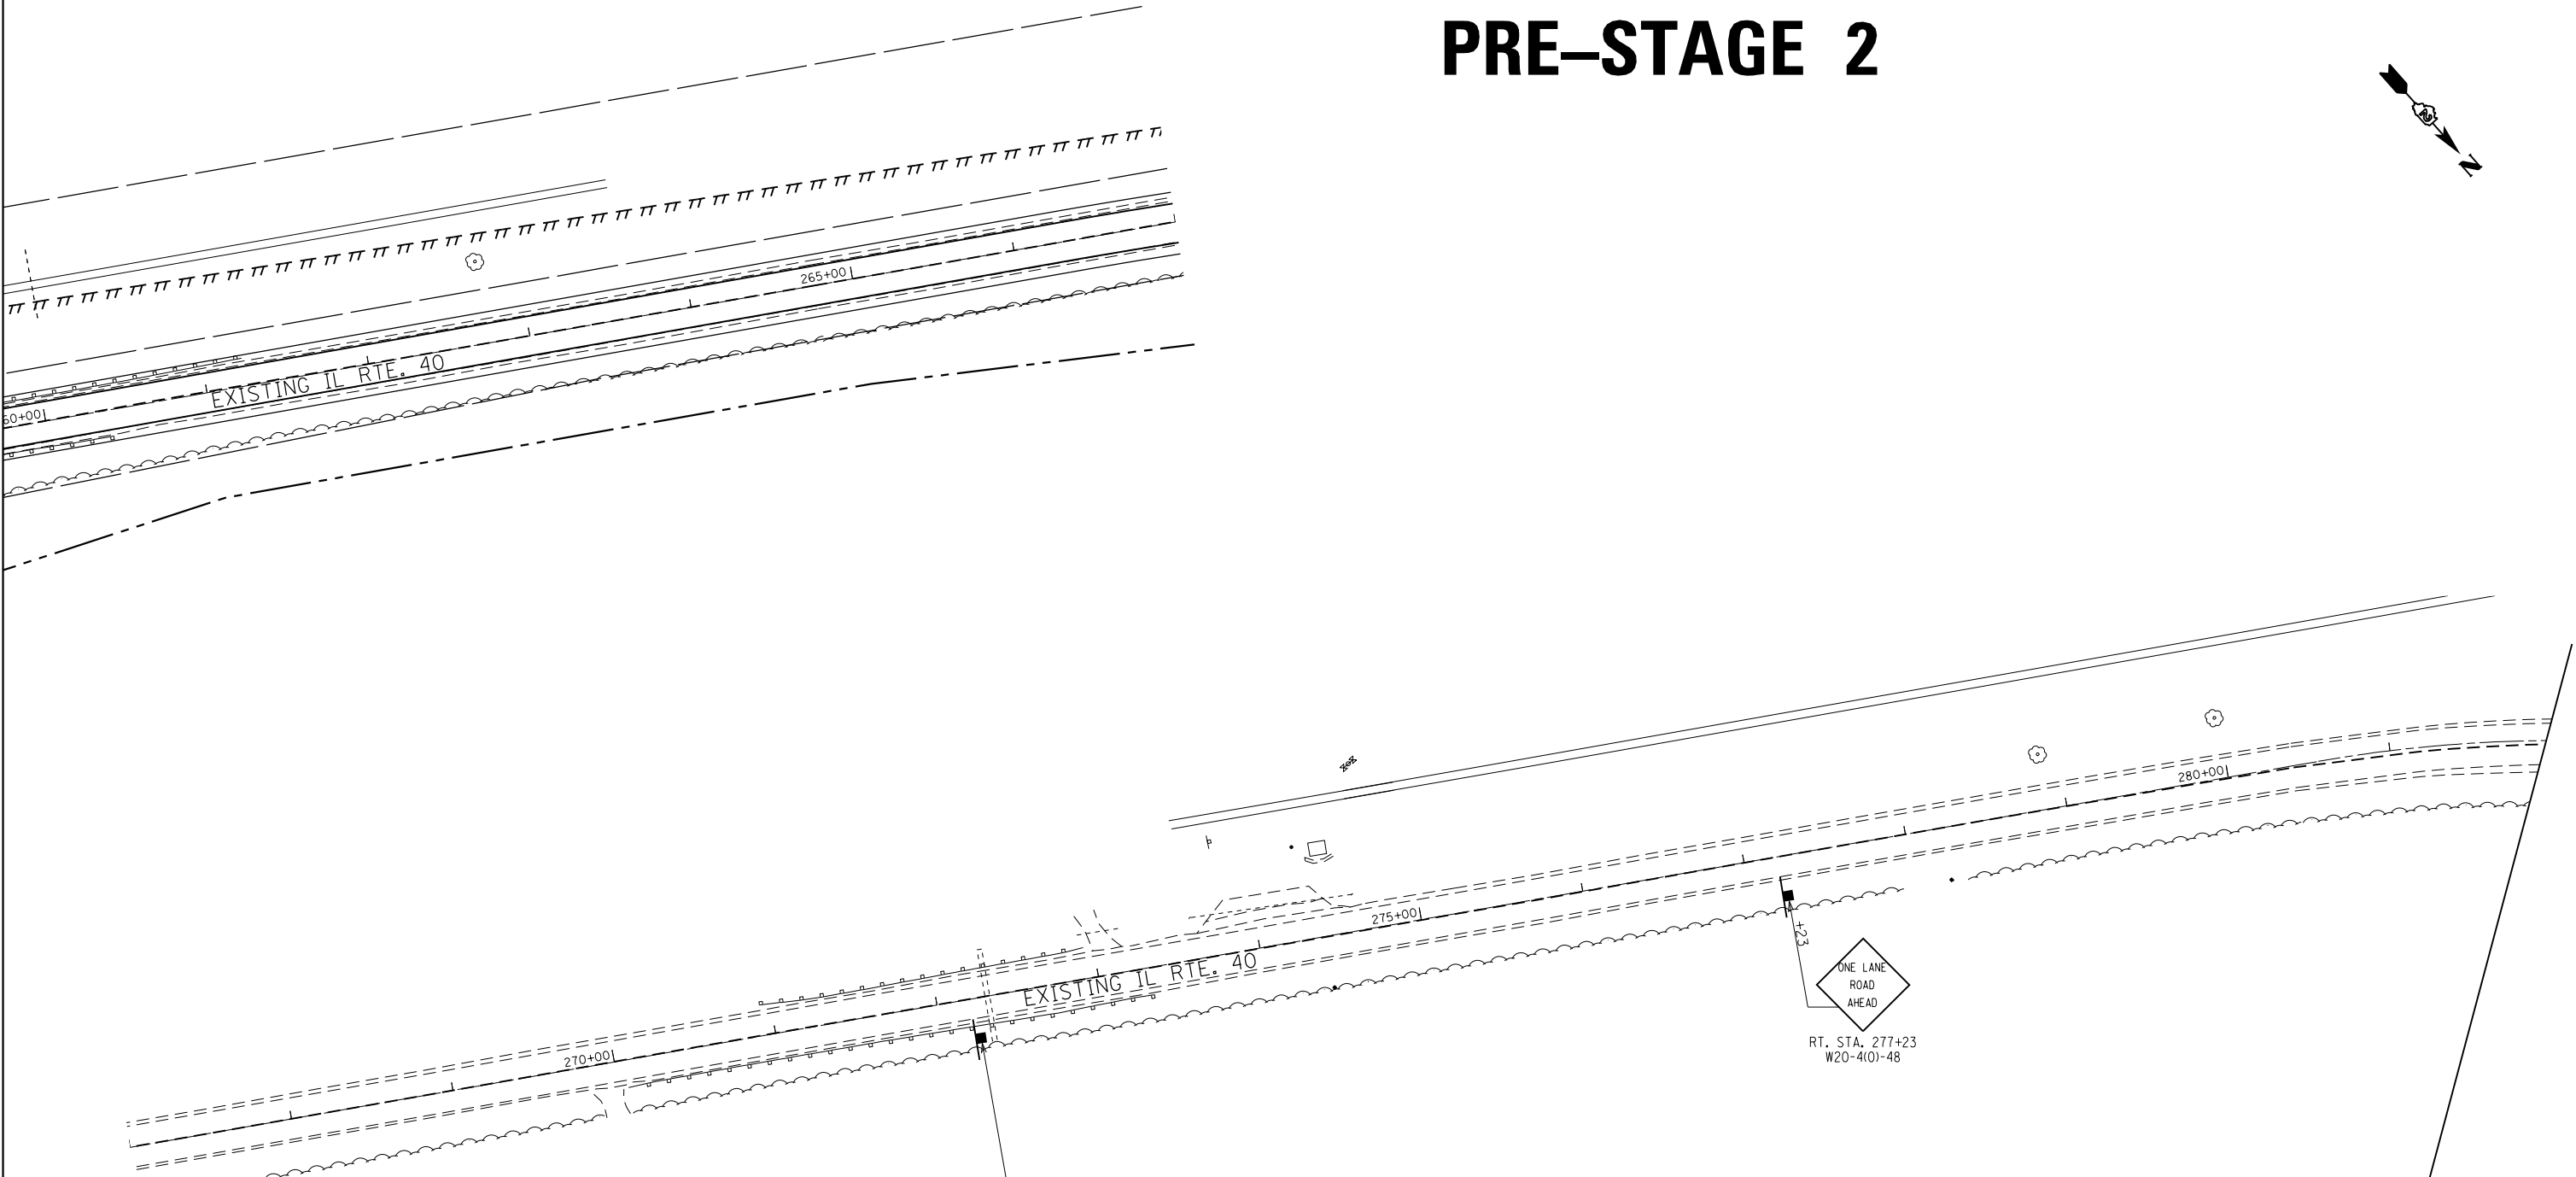 PRE–STAGE 2
N
265+00
EXISTING IL RTE. 40
60+00
280+00
275+00
EXISTING IL RTE. 40
270+00
+23
ONE LANE
ROAD
AHEAD
RT. STA. 277+23
W20-4(O)-48